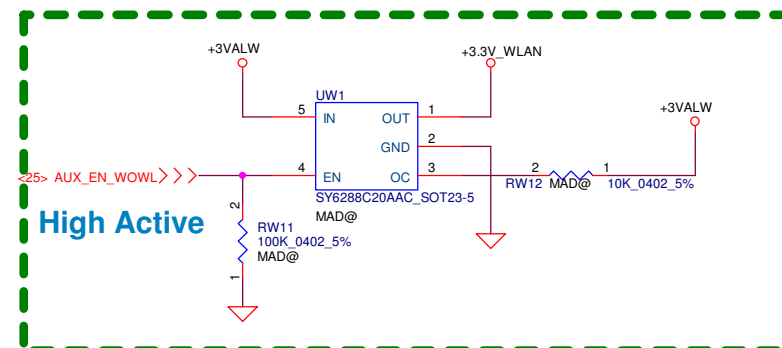 +3VALW
+3.3V_WLAN
+3VALW
UW1
5
IN
OUT
1
GND
2
<25> AUX_EN_WOWL
4
EN
OC
3
2
RW12
MAD@
1
10K_0402_5%
SY6288C20AAC_SOT23-5
MAD@
High Active
2
RW11
100K_0402_5%
MAD@
1